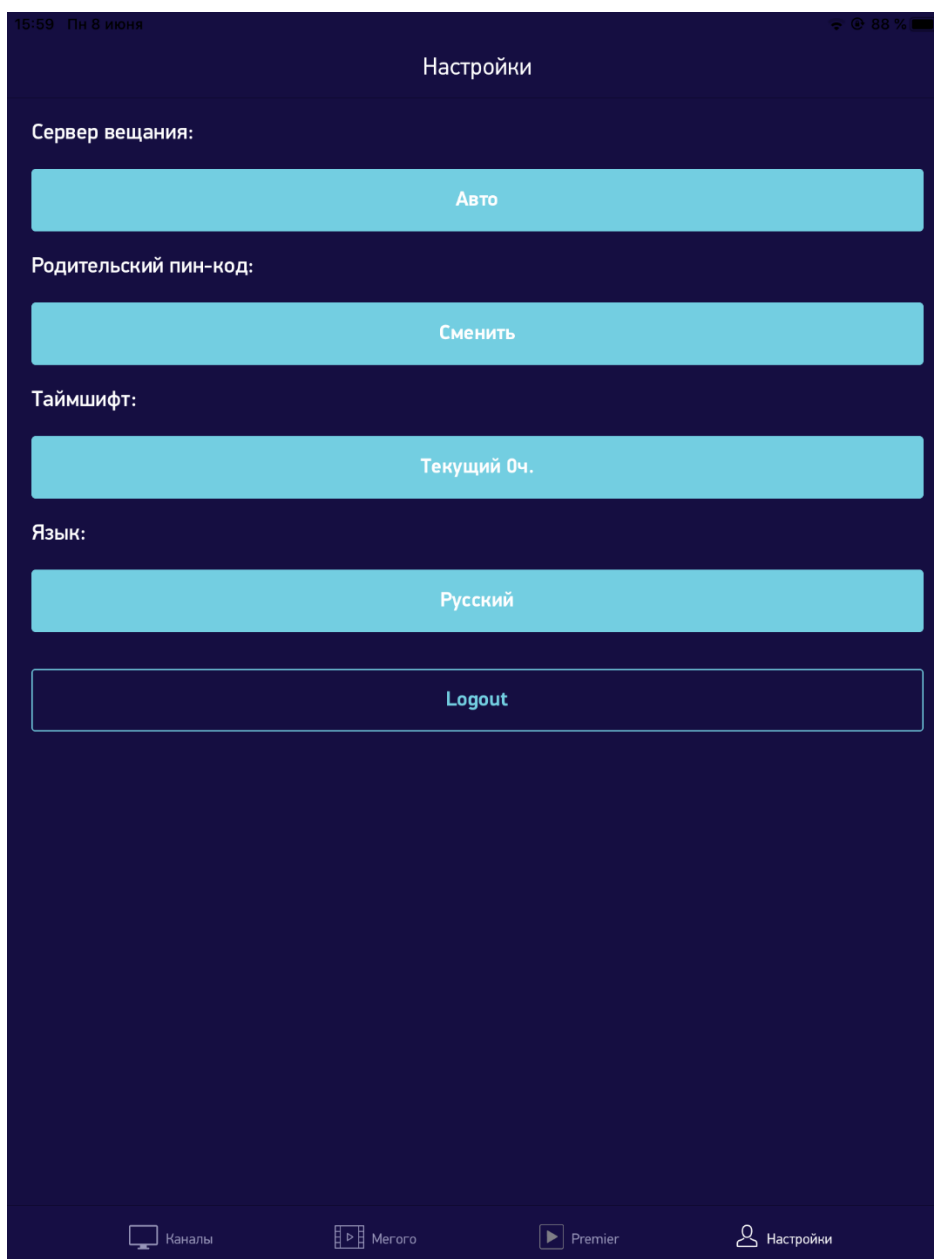 15:59 Пн 8 июня 88 %
Настройки
Сервер вещания:
Авто
Родительский пин-код:
Сменить
Таймшифт:
Текущий 0ч.
Язык:
Русский
Logout
Каналы Мегого Premier Настройки